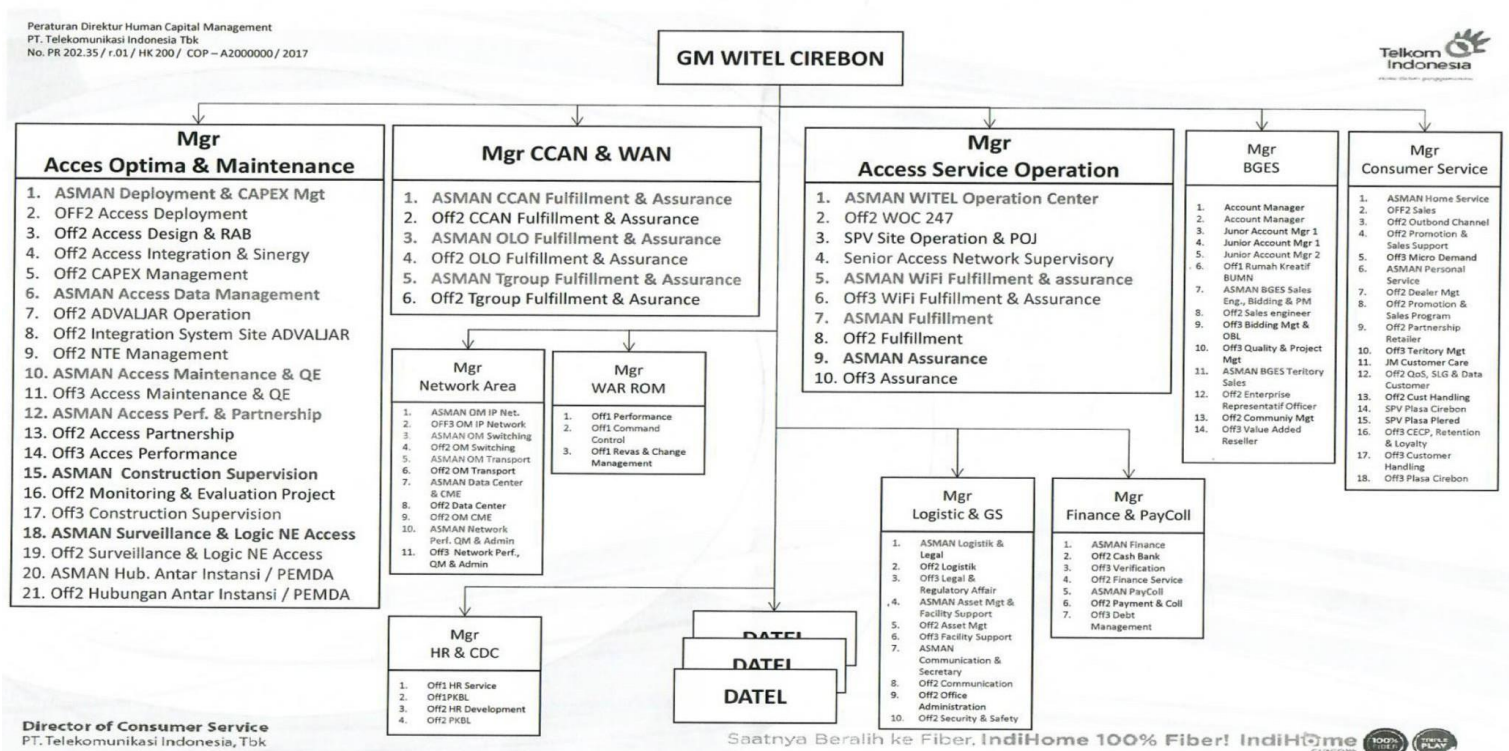 Peraturan Direktur Human Capital Management
PT. Telekomunikasi Indonesia Tbk
No. PR 202.35 / r.01 / HK 200 / COP – A2000000 / 2017
GM WITEL CIREBON
Telkom
Indonesia
Mgr
Acces Optima & Maintenance
1. ASMAN Deployment & CAPEX Mgt
2. OFF2 Access Deployment
3. Off2 Access Design & RAB
4. Off2 Access Integration & Sinergy
5. Off2 CAPEX Management
6. ASMAN Access Data Management
7. Off2 ADVALJAR Operation
8. Off2 Integration System Site ADVALJAR
9. Off2 NTE Management
10. ASMAN Access Maintenance & QE
11. Off3 Access Maintenance & QE
12. ASMAN Access Perf. & Partnership
13. Off2 Access Partnership
14. Off3 Acces Performance
15. ASMAN Construction Supervision
16. Off2 Monitoring & Evaluation Project
17. Off3 Construction Supervision
18. ASMAN Surveillance & Logic NE Access
19. Off2 Surveillance & Logic NE Access
20. ASMAN Hub. Antar Instansi / PEMDA
21. Off2 Hubungan Antar Instansi / PEMDA
Mgr CCAN & WAN
1. ASMAN CCAN Fulfillment & Assurance
2. Off2 CCAN Fulfillment & Assurance
3. ASMAN OLO Fulfillment & Assurance
4. Off2 OLO Fulfillment & Assurance
5. ASMAN Tgroup Fulfillment & Assurance
6. Off2 Tgroup Fulfillment & Asurance
Mgr
Access Service Operation
1. ASMAN WITEL Operation Center
2. Off2 WOC 247
3. SPV Site Operation & POJ
4. Senior Access Network Supervisory
5. ASMAN WiFi Fulfillment & assurance
6. Off3 WiFi Fulfillment & Assurance
7. ASMAN Fulfillment
8. Off2 Fulfillment
9. ASMAN Assurance
10. Off3 Assurance
Mgr
BGES
1. Account Manager
2. Account Manager
3. Junor Account Mgr 1
4. Junior Account Mgr 1
5. Junior Account Mgr 2
6. Off1 Rumah Kreatif
BUMN
7. ASMAN BGES Sales
Eng., Bidding & PM
8. Off2 Sales engineer
9. Off3 Bidding Mgt &
OBL
10. Off3 Quality & Project
Mgt
11. ASMAN BGES Teritory
Sales
12. Off2 Enterprise
Representatif Officer
13. Off2 Communiy Mgt
14. Off3 Value Added
Reseller
Mgr
Consumer Service
1. ASMAN Home Service
2. OFF2 Sales
3. Off2 Outbond Channel
4. Off2 Promotion &
Sales Support
5. Off3 Micro Demand
6. ASMAN Personal
Service
7. Off2 Dealer Mgt
8. Off2 Promotion &
Sales Program
9. Off2 Partnership
Retailer
10. Off3 Teritory Mgt
11. JM Customer Care
12. Off2 QoS, SLG & Data
Customer
13. Off2 Cust Handling
14. SPV Plasa Cirebon
15. SPV Plasa Plered
16. Off3 CECP, Retention
& Loyalty
17. Off3 Customer
Handling
18. Off3 Plasa Cirebon
Mgr
Network Area
1. ASMAN OM IP Net.
2. OFF3 OM IP Network
3. ASMAN OM Switching
4. Off2 OM Switching
5. ASMAN OM Transport
6. Off2 OM Transport
7. ASMAN Data Center
& CME
8. Off2 Data Center
9. Off2 OM CME
10. ASMAN Network
Perf. QM & Admin
11. Off3 Network Perf.,
QM & Admin
Mgr
WAR ROM
1. Off1 Performance
2. Off1 Command
Control
3. Off1 Revas & Change
Management
Mgr
Logistic & GS
1. ASMAN Logistik &
Legal
2. Off2 Logistik
3. Off3 Legal &
Regulatory Affair
4. ASMAN Asset Mgt &
Facility Support
5. Off2 Asset Mgt
6. Off3 Facility Support
7. ASMAN
Communication &
Secretary
8. Off2 Communication
9. Off2 Office
Administration
10. Off2 Security & Safety
Mgr
Finance & PayColl
1. ASMAN Finance
2. Off2 Cash Bank
3. Off3 Verification
4. Off2 Finance Service
5. ASMAN PayColl
6. Off2 Payment & Coll
7. Off3 Debt
Management
Mgr
HR & CDC
1. Off1 HR Service
2. Off1PKBL
3. Off2 HR Development
4. Off2 PKBL
DATEL
DATEL
DATEL
Director of Consumer Service
PT. Telekomunikasi Indonesia, Tbk
Saatnya Beralih ke Fiber, IndiHome 100% Fiber! IndiHome
100%
FIBER
TRIPLE
PLAY